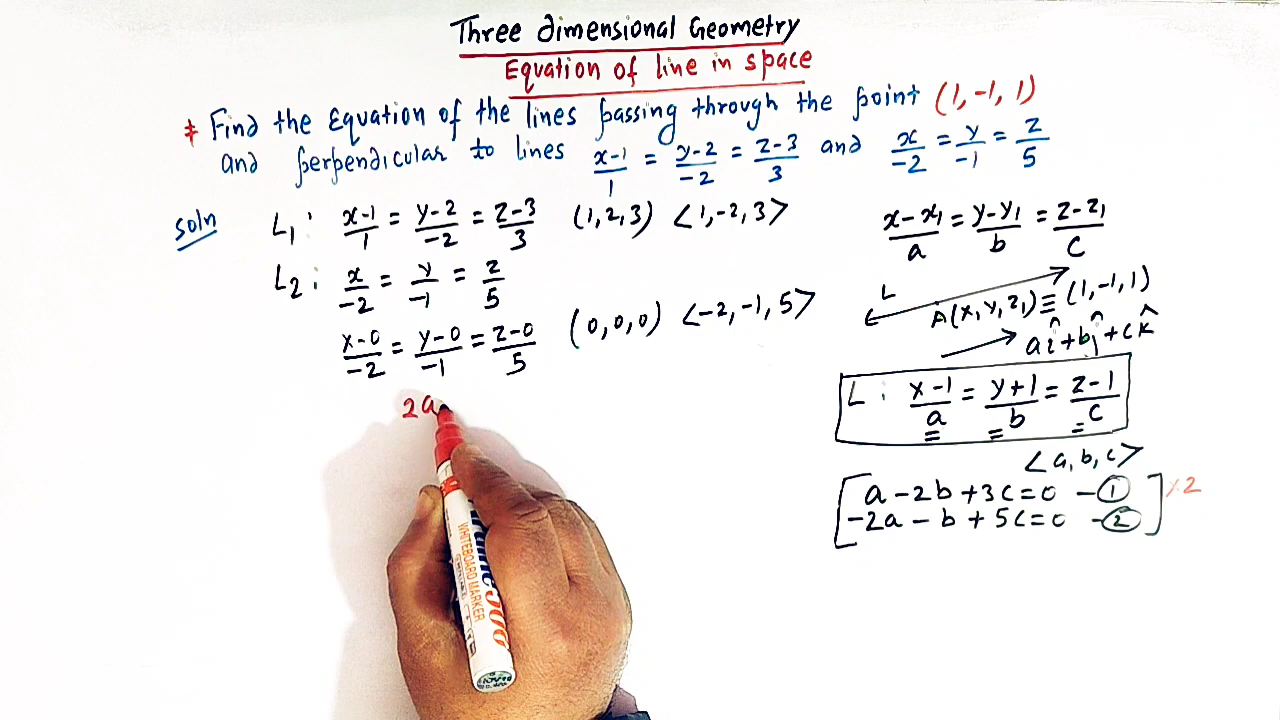 Three dimensional Geometry
Equation of line in space
* Find the Equation of the lines passing through the point (1, -1, 1)
and perpendicular to lines x-1/1 = y-2/-2 = z-3/3 and x/-2 = y/-1 = z/5
soln
L₁: x-1/1 = y-2/-2 = z-3/3 (1, 2, 3) <1, -2, 3>
L₂: x/-2 = y/-1 = z/5
x-0/-2 = y-0/-1 = z-0/5 (0, 0, 0) <-2, -1, 5>
2a
x-x₁/a = y-y₁/b = z-z₁/c
L
A(x, y, z₁) ≡ (1, -1, 1)
aî + bĵ + ck̂
L: x-1/a = y+1/b = z-1/c
<a, b, c>
a - 2b + 3c = 0 - ①
-2a - b + 5c = 0 - ②
×2
WHITEBOARD MARKER